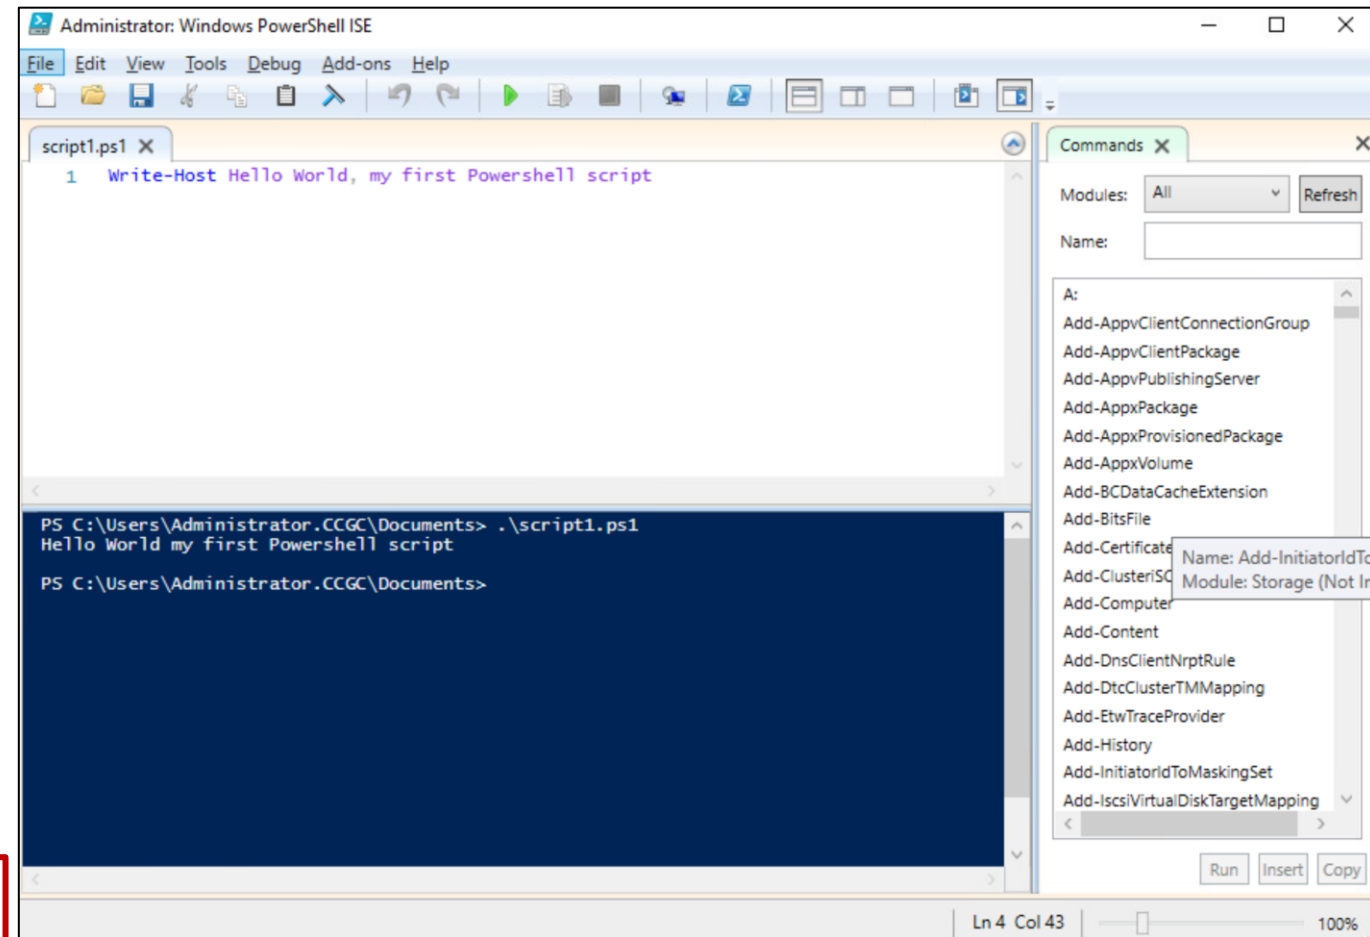 Administrator: Windows PowerShell ISE
File Edit View Tools Debug Add-ons Help
script1.ps1
1 Write-Host Hello World, my first Powershell script
PS C:\Users\Administrator.CCGC\Documents> .\script1.ps1
Hello World my first Powershell script
PS C:\Users\Administrator.CCGC\Documents>
Commands
Modules: All Refresh
Name:
A:
Add-AppvClientConnectionGroup
Add-AppvClientPackage
Add-AppvPublishingServer
Add-AppxPackage
Add-AppxProvisionedPackage
Add-AppxVolume
Add-BCDataCacheExtension
Add-BitsFile
Add-Certificate
Name: Add-InitiatorIdTo
Add-ClusteriSC
Module: Storage (Not Ir
Add-Computer
Add-Content
Add-DnsClientNrptRule
Add-DtcClusterTMMapping
Add-EtwTraceProvider
Add-History
Add-InitiatorIdToMaskingSet
Add-IscsiVirtualDiskTargetMapping
Run Insert Copy
Ln 4 Col 43 100%